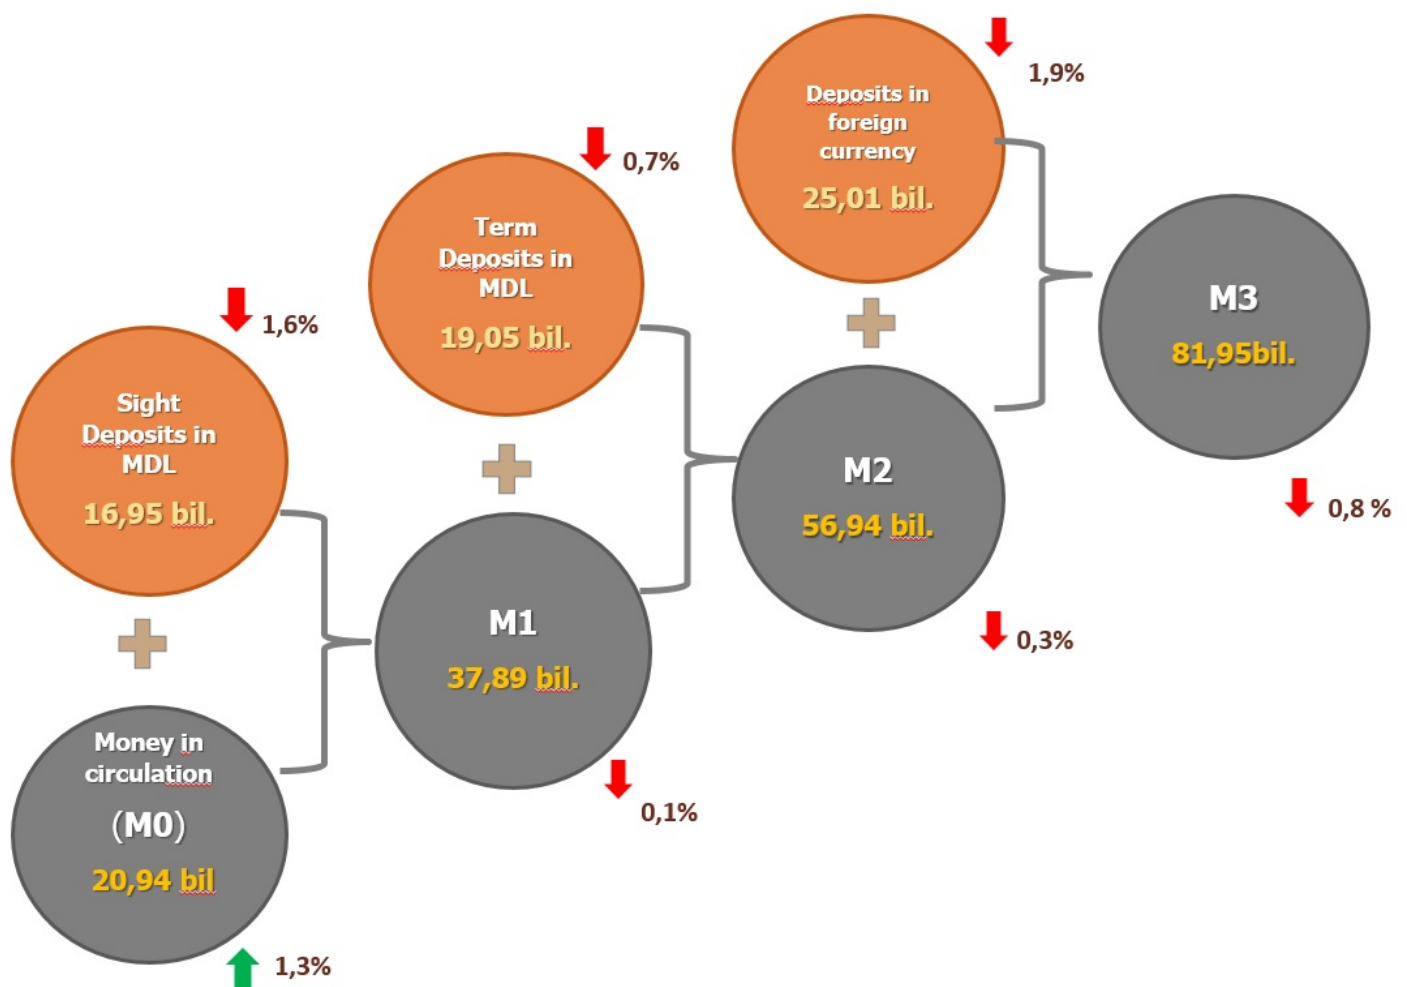 1,6%
Sight
Deposits in
MDL
16,95 bil.
Money in
circulation
(M0)
20,94 bil
1,3%
0,7%
Term
Deposits in
MDL
19,05 bil.
M1
37,89 bil.
0,1%
1,9%
Deposits in
foreign
currency
25,01 bil.
M2
56,94 bil.
0,3%
M3
81,95bil.
0,8 %